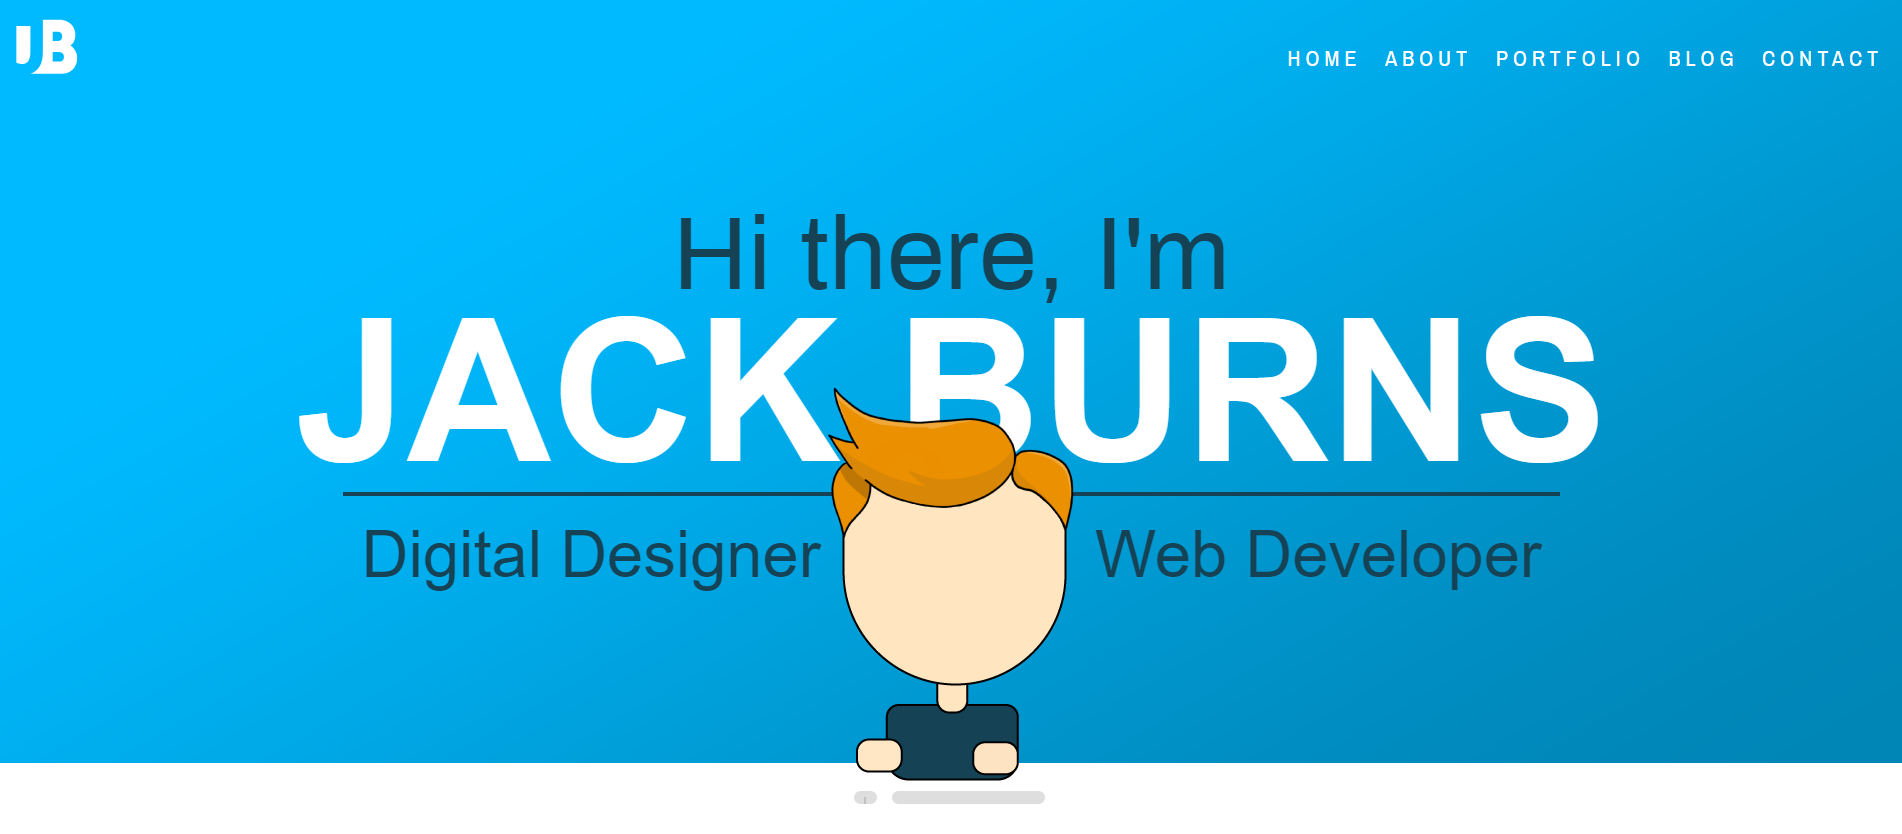 JB
HOME ABOUT PORTFOLIO BLOG CONTACT
Hi there, I'm
JACK BURNS
Digital Designer Web Developer